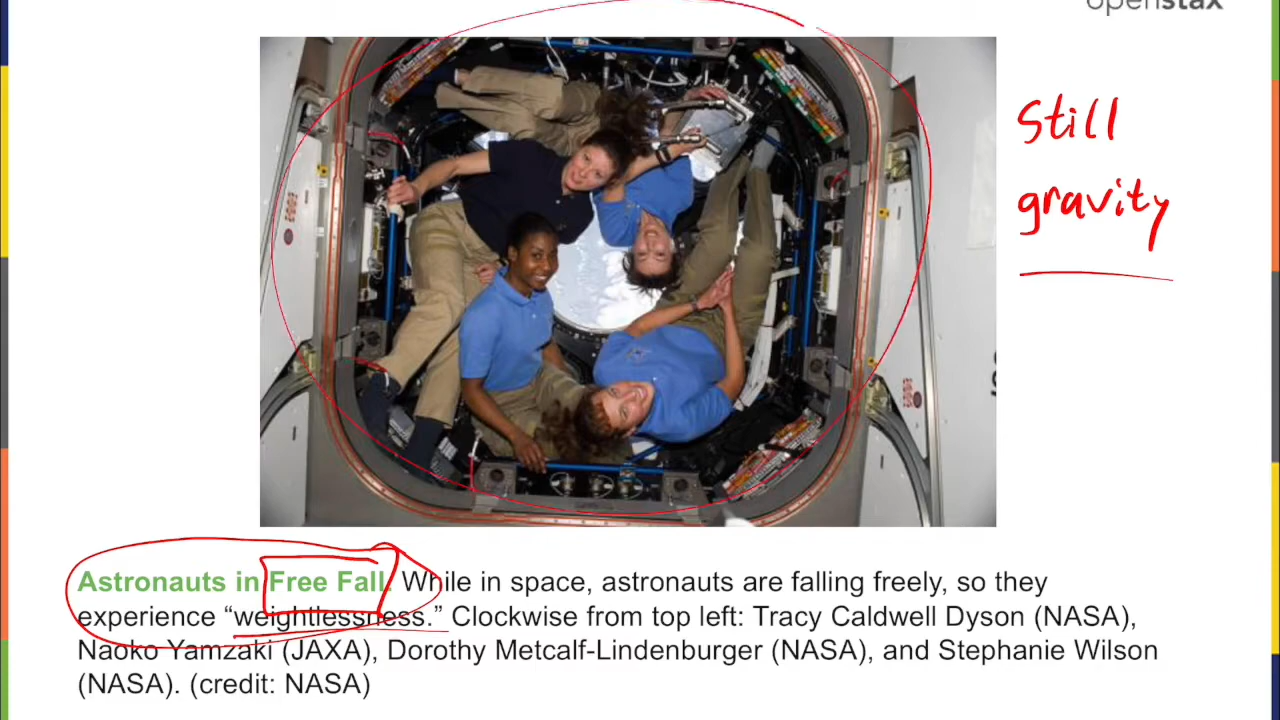 openstax
Still
gravity
Astronauts in Free Fall. While in space, astronauts are falling freely, so they
experience “weightlessness.” Clockwise from top left: Tracy Caldwell Dyson (NASA),
Naoko Yamzaki (JAXA), Dorothy Metcalf-Lindenburger (NASA), and Stephanie Wilson
(NASA). (credit: NASA)